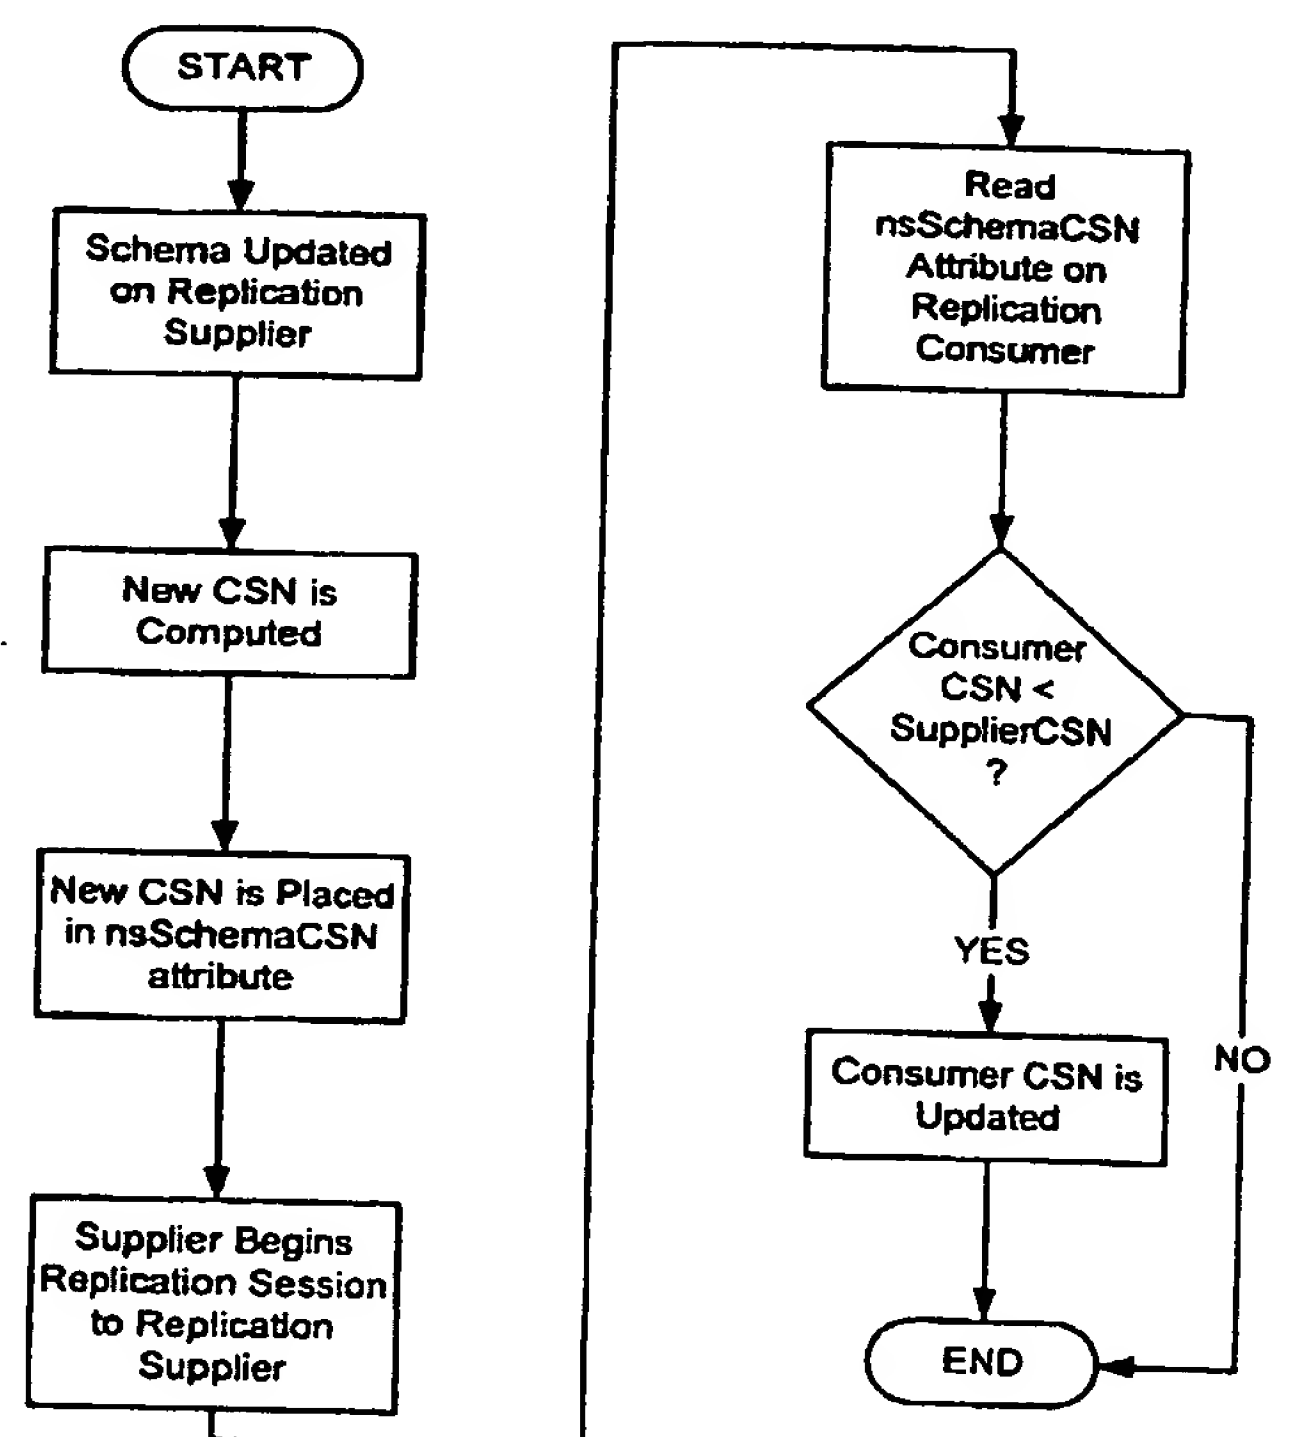 START
Schema Updated
on Replication
Supplier
New CSN is
Computed
New CSN is Placed
in nsSchemaCSN
attribute
Supplier Begins
Replication Session
to Replication
Supplier
Read
nsSchemaCSN
Attribute on
Replication
Consumer
Consumer
CSN <
SupplierCSN
?
YES
NO
Consumer CSN is
Updated
END